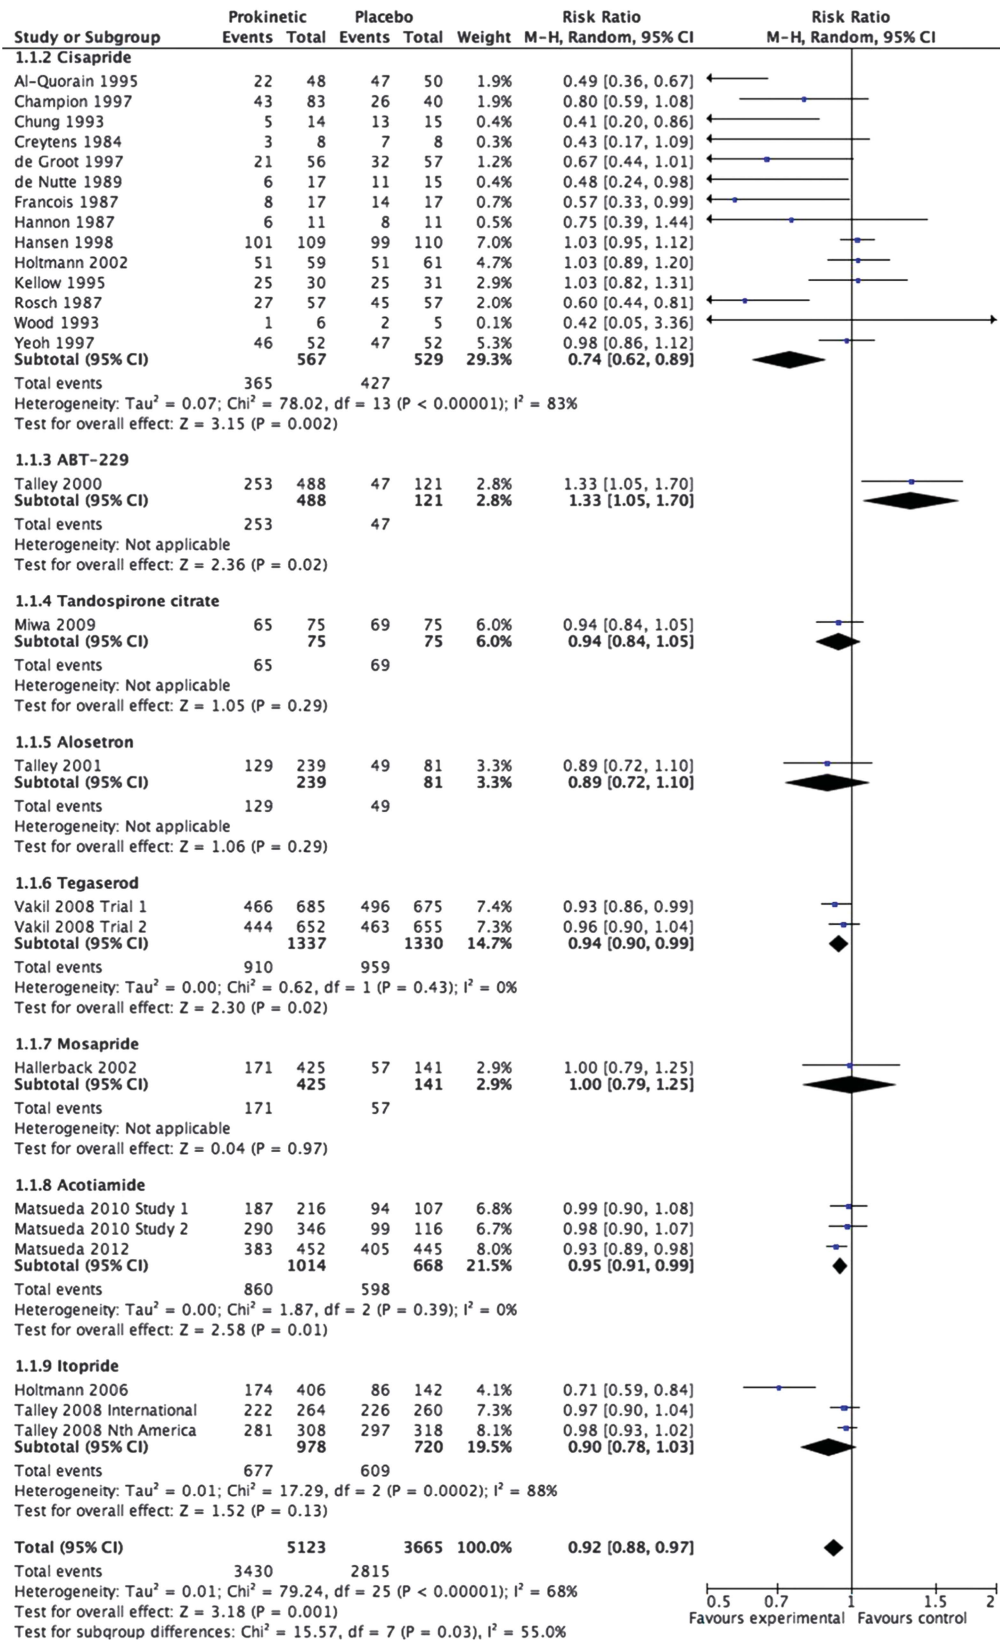 Prokinetic Placebo Risk Ratio Risk Ratio
Study or Subgroup Events Total Events Total Weight M-H, Random, 95% CI M-H, Random, 95% CI
1.1.2 Cisapride
Al-Quorain 1995 22 48 47 50 1.9% 0.49 [0.36, 0.67]
Champion 1997 43 83 26 40 1.9% 0.80 [0.59, 1.08]
Chung 1993 5 14 13 15 0.4% 0.41 [0.20, 0.86]
Creytens 1984 3 8 7 8 0.3% 0.43 [0.17, 1.09]
de Groot 1997 21 56 32 57 1.2% 0.67 [0.44, 1.01]
de Nutte 1989 6 17 11 15 0.4% 0.48 [0.24, 0.98]
Francois 1987 8 17 14 17 0.7% 0.57 [0.33, 0.99]
Hannon 1987 6 11 8 11 0.5% 0.75 [0.39, 1.44]
Hansen 1998 101 109 99 110 7.0% 1.03 [0.95, 1.12]
Holtmann 2002 51 59 51 61 4.7% 1.03 [0.89, 1.20]
Kellow 1995 25 30 25 31 2.9% 1.03 [0.82, 1.31]
Rosch 1987 27 57 45 57 2.0% 0.60 [0.44, 0.81]
Wood 1993 1 6 2 5 0.1% 0.42 [0.05, 3.36]
Yeoh 1997 46 52 47 52 5.3% 0.98 [0.86, 1.12]
Subtotal (95% CI) 567 529 29.3% 0.74 [0.62, 0.89]
Total events 365 427
Heterogeneity: Tau² = 0.07; Chi² = 78.02, df = 13 (P < 0.00001); I² = 83%
Test for overall effect: Z = 3.15 (P = 0.002)
1.1.3 ABT-229
Talley 2000 253 488 47 121 2.8% 1.33 [1.05, 1.70]
Subtotal (95% CI) 488 121 2.8% 1.33 [1.05, 1.70]
Total events 253 47
Heterogeneity: Not applicable
Test for overall effect: Z = 2.36 (P = 0.02)
1.1.4 Tandospirone citrate
Miwa 2009 65 75 69 75 6.0% 0.94 [0.84, 1.05]
Subtotal (95% CI) 75 75 6.0% 0.94 [0.84, 1.05]
Total events 65 69
Heterogeneity: Not applicable
Test for overall effect: Z = 1.05 (P = 0.29)
1.1.5 Alosetron
Talley 2001 129 239 49 81 3.3% 0.89 [0.72, 1.10]
Subtotal (95% CI) 239 81 3.3% 0.89 [0.72, 1.10]
Total events 129 49
Heterogeneity: Not applicable
Test for overall effect: Z = 1.06 (P = 0.29)
1.1.6 Tegaserod
Vakil 2008 Trial 1 466 685 496 675 7.4% 0.93 [0.86, 0.99]
Vakil 2008 Trial 2 444 652 463 655 7.3% 0.96 [0.90, 1.04]
Subtotal (95% CI) 1337 1330 14.7% 0.94 [0.90, 0.99]
Total events 910 959
Heterogeneity: Tau² = 0.00; Chi² = 0.62, df = 1 (P = 0.43); I² = 0%
Test for overall effect: Z = 2.30 (P = 0.02)
1.1.7 Mosapride
Hallerback 2002 171 425 57 141 2.9% 1.00 [0.79, 1.25]
Subtotal (95% CI) 425 141 2.9% 1.00 [0.79, 1.25]
Total events 171 57
Heterogeneity: Not applicable
Test for overall effect: Z = 0.04 (P = 0.97)
1.1.8 Acotiamide
Matsueda 2010 Study 1 187 216 94 107 6.8% 0.99 [0.90, 1.08]
Matsueda 2010 Study 2 290 346 99 116 6.7% 0.98 [0.90, 1.07]
Matsueda 2012 383 452 405 445 8.0% 0.93 [0.89, 0.98]
Subtotal (95% CI) 1014 668 21.5% 0.95 [0.91, 0.99]
Total events 860 598
Heterogeneity: Tau² = 0.00; Chi² = 1.87, df = 2 (P = 0.39); I² = 0%
Test for overall effect: Z = 2.58 (P = 0.01)
1.1.9 Itopride
Holtmann 2006 174 406 86 142 4.1% 0.71 [0.59, 0.84]
Talley 2008 International 222 264 226 260 7.3% 0.97 [0.90, 1.04]
Talley 2008 Nth America 281 308 297 318 8.1% 0.98 [0.93, 1.02]
Subtotal (95% CI) 978 720 19.5% 0.90 [0.78, 1.03]
Total events 677 609
Heterogeneity: Tau² = 0.01; Chi² = 17.29, df = 2 (P = 0.0002); I² = 88%
Test for overall effect: Z = 1.52 (P = 0.13)
Total (95% CI) 5123 3665 100.0% 0.92 [0.88, 0.97]
Total events 3430 2815
Heterogeneity: Tau² = 0.01; Chi² = 79.24, df = 25 (P < 0.00001); I² = 68%
Test for overall effect: Z = 3.18 (P = 0.001)
Test for subgroup differences: Chi² = 15.57, df = 7 (P = 0.03), I² = 55.0%
0.5 0.7 1 1.5 2
Favours experimental Favours control